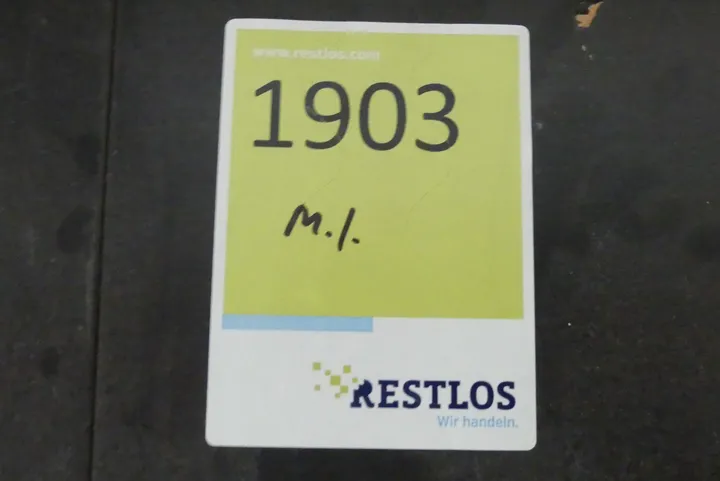 www.restlos.com
1903
M.I.
RESTLOS
Wir handeln.